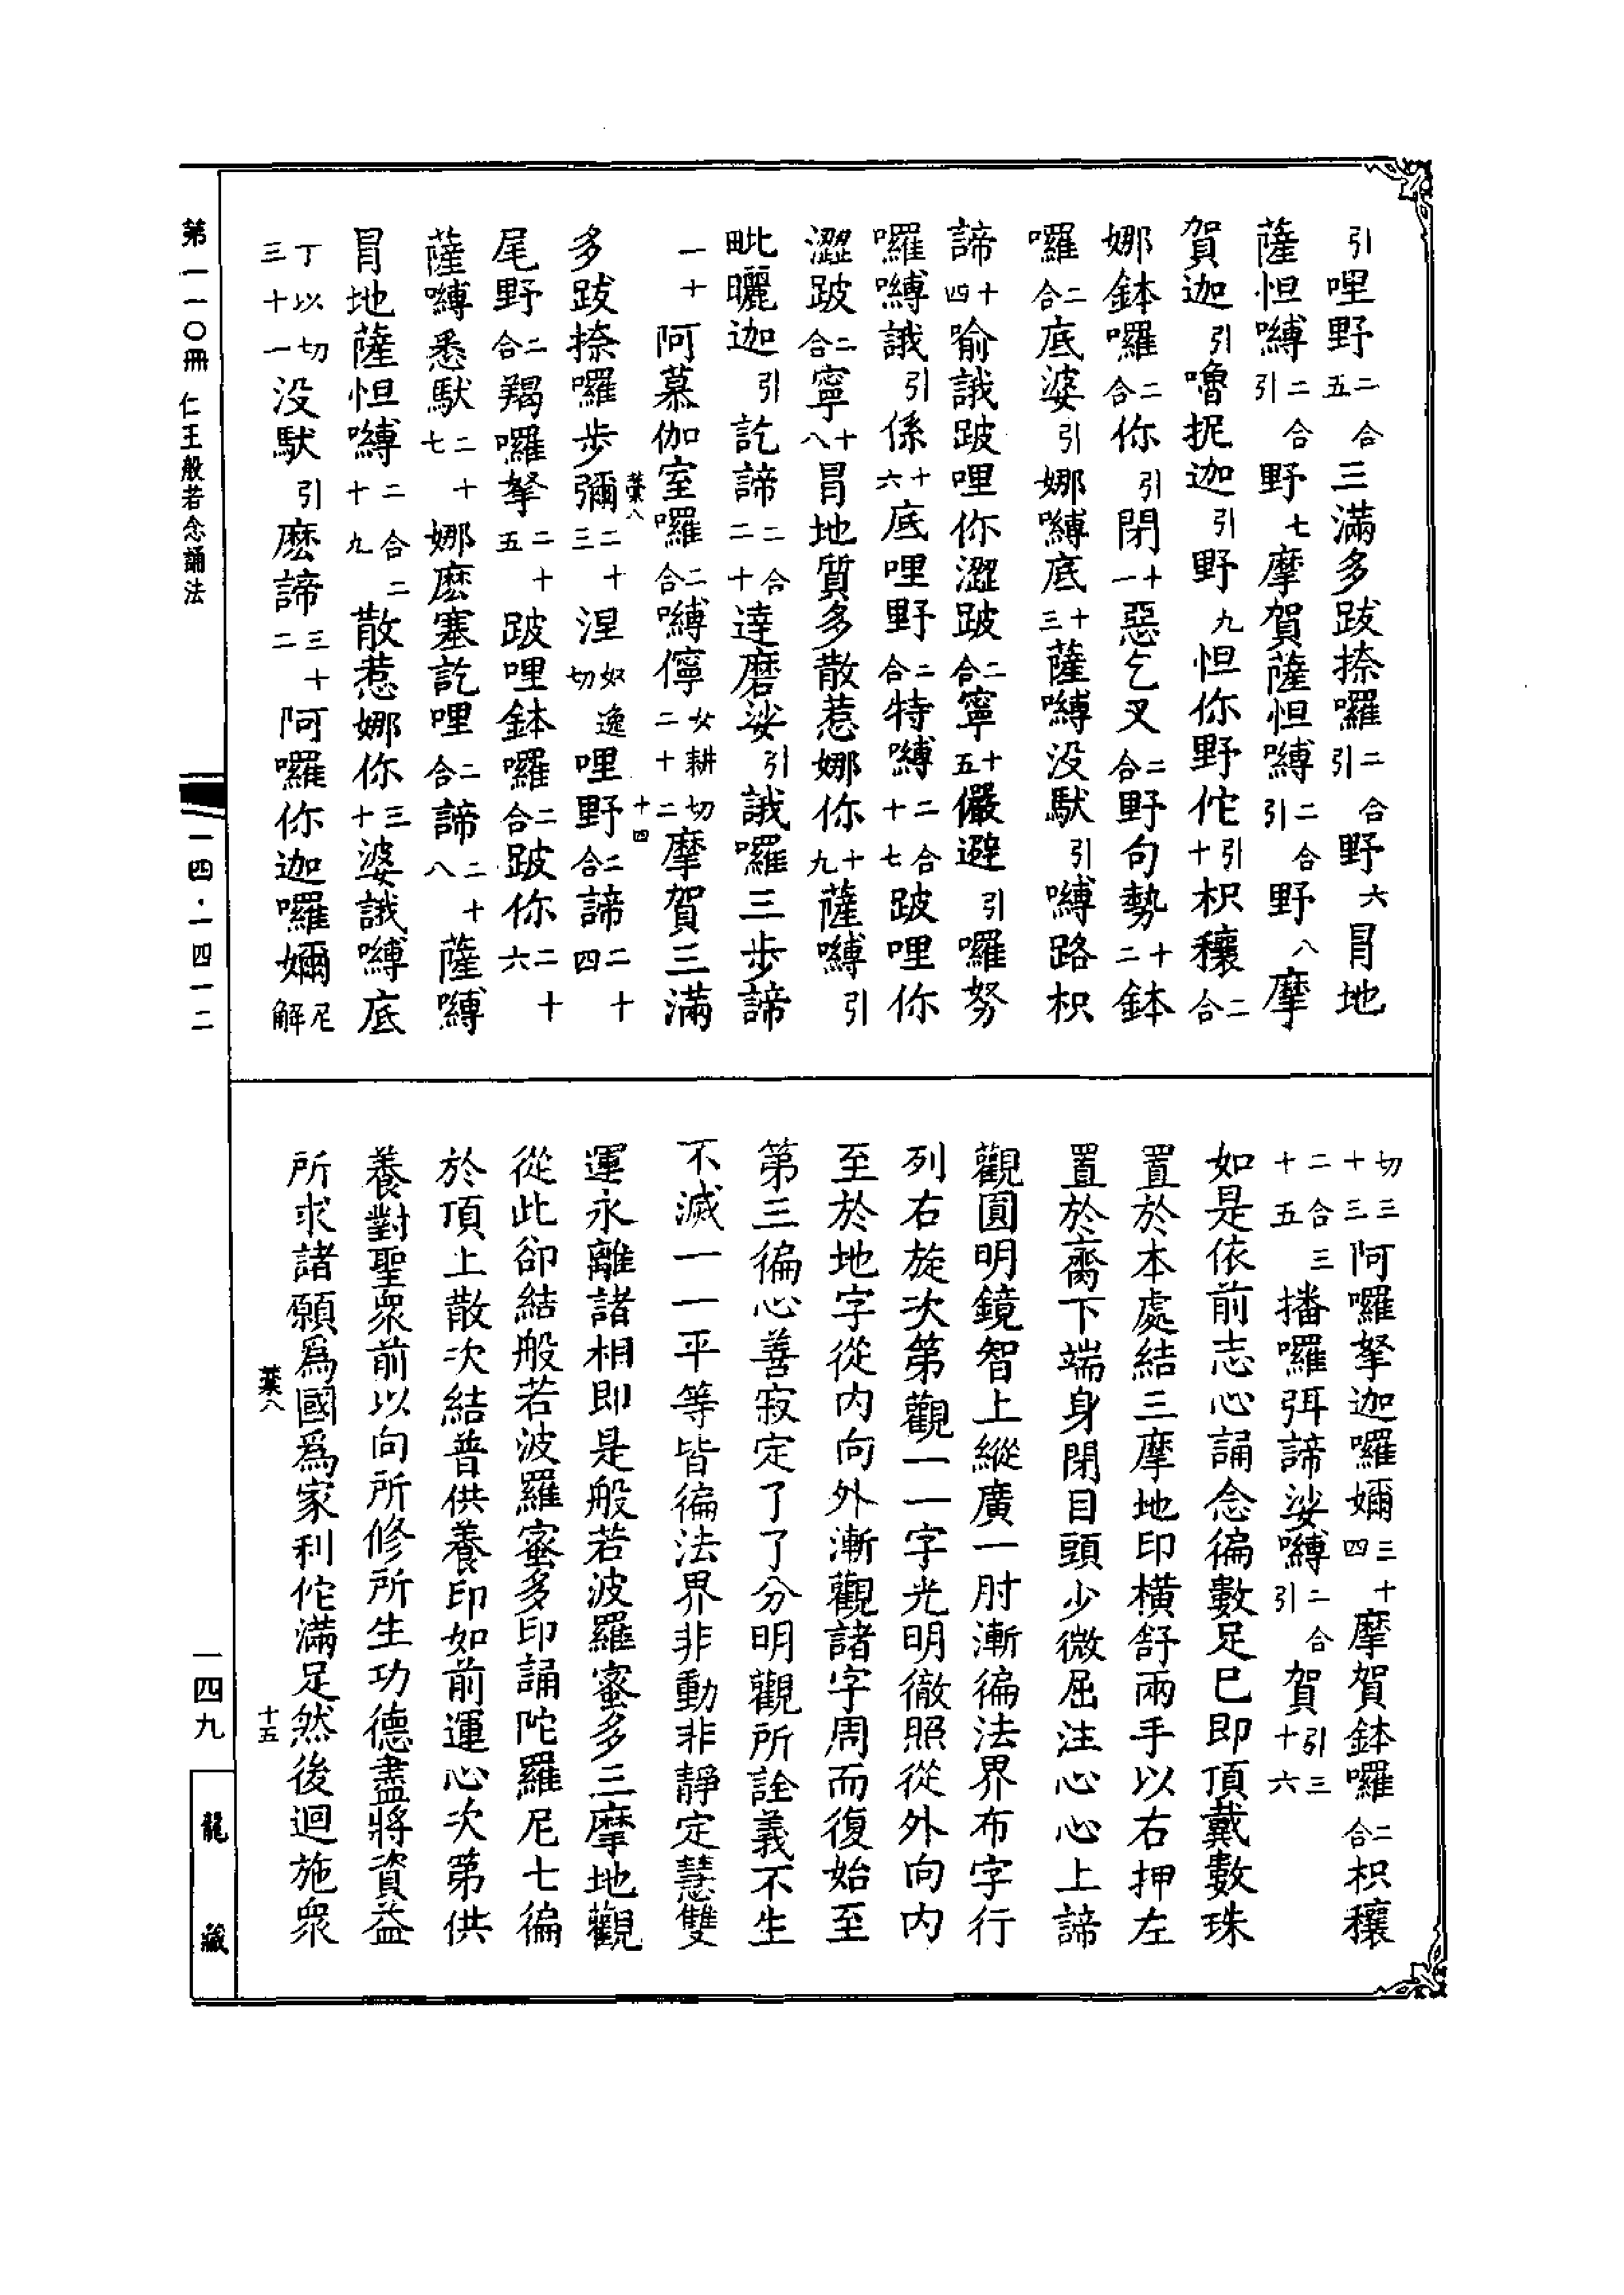 引哩野二合五三滿多跋捺囉二合引野六冐地
薩怛嚩二合引野七摩賀薩怛嚩二合引野八摩
賀迦引嚕抳迦引野九怛你野佗引十枳穰二合
娜鉢囉二合你引閉十一惡乞叉二合野句勢十二鉢
囉二合底婆引娜嚩底十三薩嚩没馱引嚩路枳
諦十四喻誐跛哩你澀跛二合寧十五儼避引囉努
囉嚩誐引係十六底哩野二合特嚩二合十七跛哩你
澀跛二合寧十八冐地質多散惹娜你十九薩嚩引
毗曬迦引訖諦二合二十達磨娑引誐囉三步諦
一十阿慕伽室囉二合嚩儜女耕切二十二摩賀三滿
多跋捺囉步彌二十三涅奴逸切哩野二合諦二十四
尾野二合羯囉拏二十五跛哩鉢囉二合跛你二十六
薩嚩悉馱二十七娜麽塞訖哩二合諦二十八薩嚩
冐地薩怛嚩二合二十九散惹娜你三十婆誐嚩底
丁以切三十一没馱引麽諦三十二阿囉你迦囉嬭尼解
切三十三阿囉拏迦囉嬭三十四摩賀鉢囉二合枳穰
二合三十五播囉弭諦娑嚩二合引賀引三十六
如是依前志心誦念徧數足已即頂戴數珠
置於本處結三摩地印橫舒兩手以右押左
置於臍下端身閉目頭少微屈注心心上諦
觀圓明鏡智上縱廣一肘漸徧法界布字行
列右旋次第觀一一字光明徹照從外向內
至於地字從內向外漸觀諸字周而復始至
第三徧心善寂定了了分明觀所詮義不生
不滅一一平等皆徧法界非動非靜定慧雙
運永離諸相即是般若波羅蜜多三摩地觀
從此卻結般若波羅蜜多印誦陀羅尼七徧
於頂上散次結普供養印如前運心次第供
養對聖衆前以向所修所生功德盡將資益
所求諸願爲國爲家利佗滿足然後迴施衆
葉八
十四
葉八
十五
第一一〇冊 仁王般若念誦法
一四·一四一二
一四九
龍藏